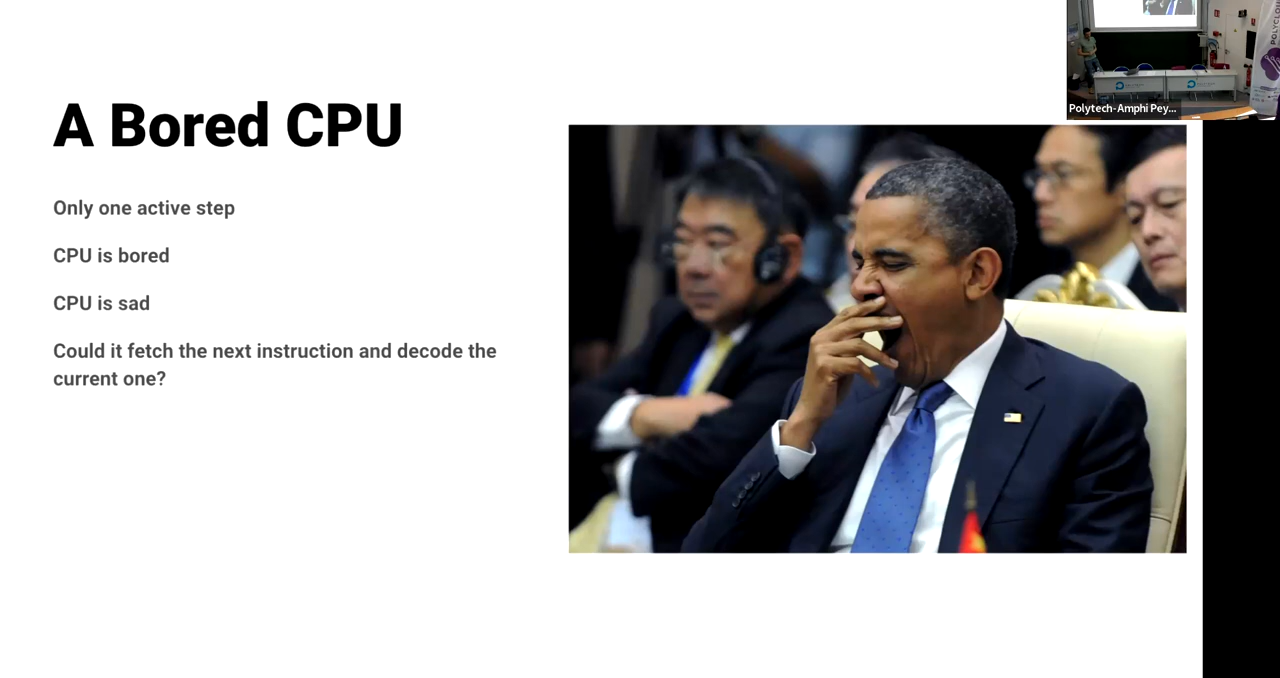 A Bored CPU
Only one active step
CPU is bored
CPU is sad
Could it fetch the next instruction and decode the
current one?
Polytech-Amphi Pey...